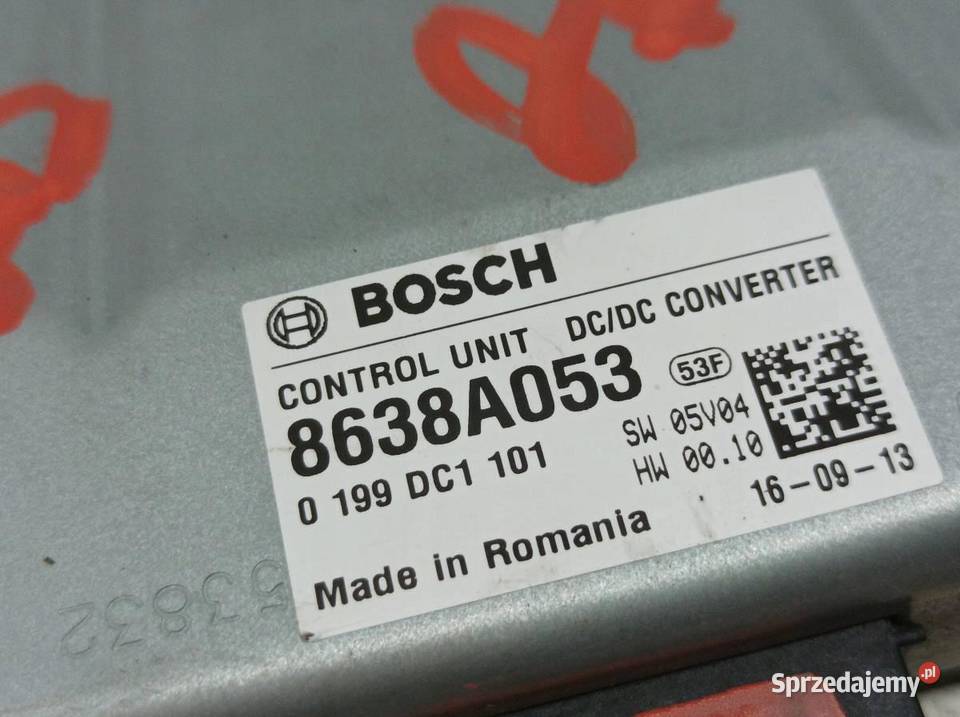 BOSCH
CONTROL UNIT DC/DC CONVERTER
8638A053 53F
0 199 DC1 101 SW 05V04
HW 00.10
16-09-13
Made in Romania
53832
Sprzedajemy.pl